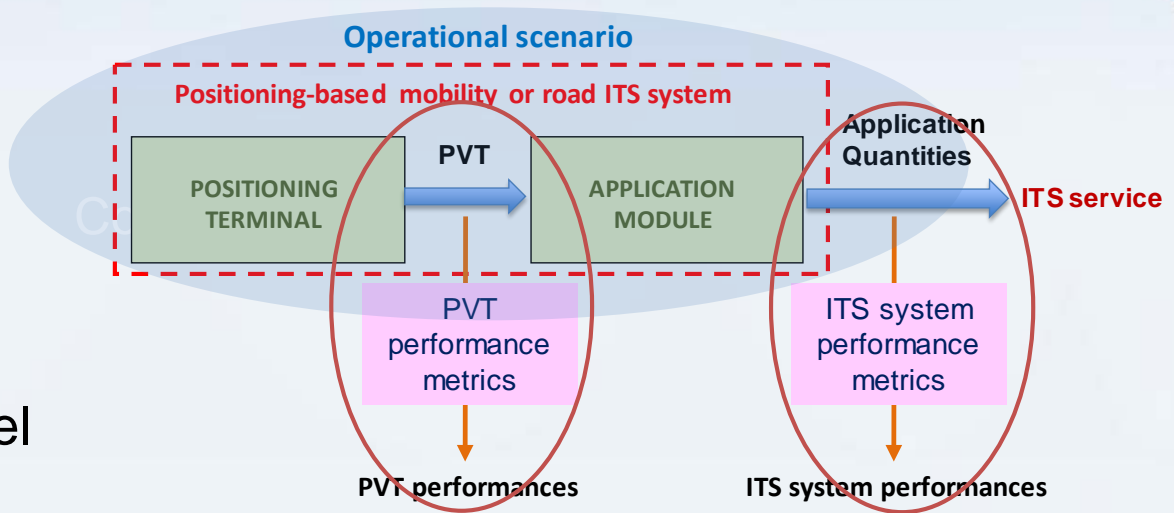 Operational scenario
Positioning-based mobility or road ITS system
POSITIONING
TERMINAL
PVT
APPLICATION
MODULE
Application
Quantities
ITS service
Co
PVT
performance
metrics
ITS system
performance
metrics
el
PVT performances
ITS system performances